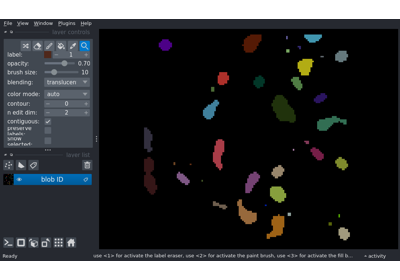 File View Window Plugins Help
layer controls
label: 1
opacity: 0.70
brush size: 10
blending: translucen
color mode: auto
contour: 0
n edit dim: 2
contiguous:
preserve labels:
show selected:
layer list
blob ID
Ready
use <1> for activate the label eraser, use <2> for activate the paint brush, use <3> for activate the fill b...
activity